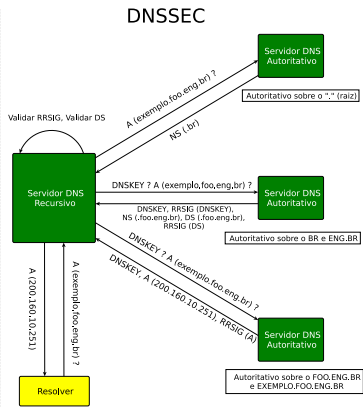 DNSSEC
Servidor DNS
Autoritativo
A (exemplo.foo.eng.br) ?
Autoritativo sobre o "." (raiz)
NS (.br)
Validar RRSIG, Validar DS
Servidor DNS
Recursivo
DNSKEY ? A (exemplo,foo,eng,br) ?
DNSKEY, RRSIG (DNSKEY),
NS (.foo.eng.br), DS (.foo.eng.br),
RRSIG (DS)
Servidor DNS
Autoritativo
Autoritativo sobre o BR e ENG.BR
DNSKEY ? A (exemplo.foo.eng.br) ?
DNSKEY, A (200.160.10.251), RRSIG (A)
A (200.160.10.251)
A (exemplo,foo,eng,br) ?
Servidor DNS
Autoritativo
Autoritativo sobre o FOO.ENG.BR
e EXEMPLO.FOO.ENG.BR
Resolver